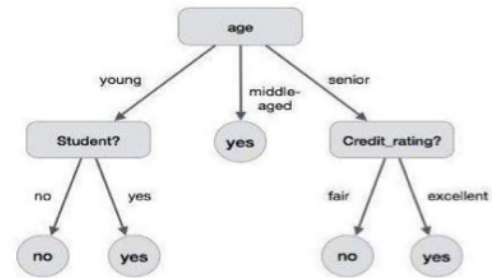 age
young
middle-
aged
senior
Student?
yes
Credit_rating?
no
yes
fair
excellent
no
yes
no
yes